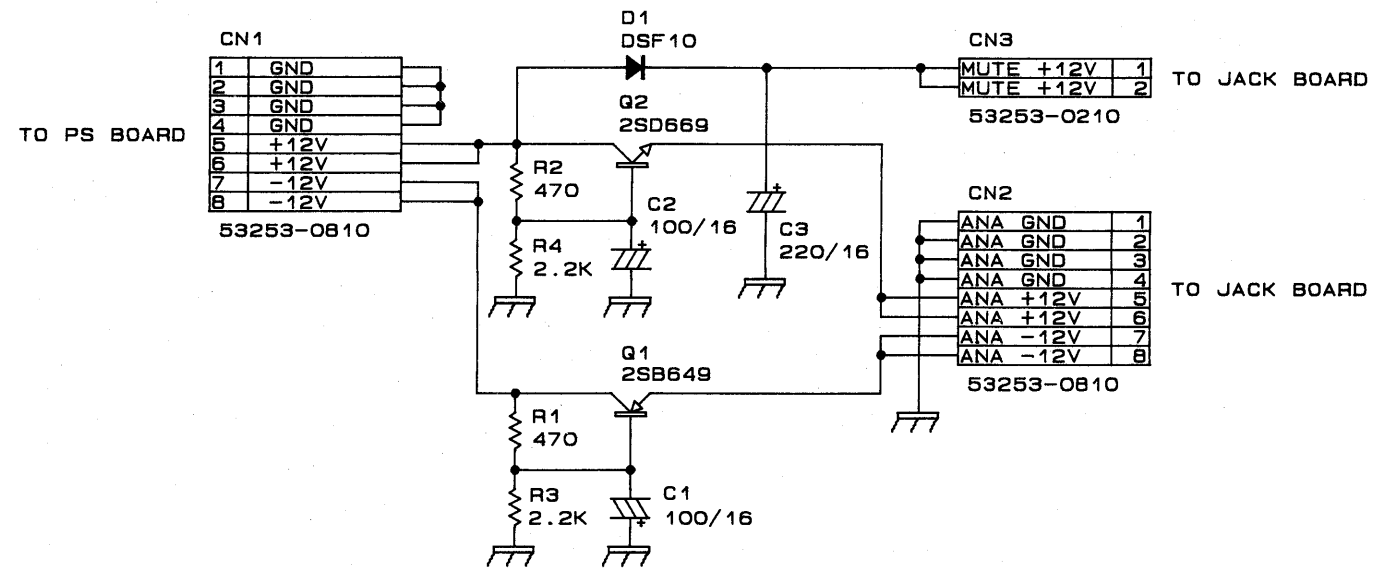 CN1
1 GND
2 GND
3 GND
4 GND
5 +12V
6 +12V
7 -12V
8 -12V
53253-0810
TO PS BOARD
D1
DSF10
Q2
2SD669
R2
470
R4
2.2K
C2
100/16
C3
220/16
CN3
MUTE +12V 1
MUTE +12V 2
53253-0210
TO JACK BOARD
CN2
ANA GND 1
ANA GND 2
ANA GND 3
ANA GND 4
ANA +12V 5
ANA +12V 6
ANA -12V 7
ANA -12V 8
53253-0810
TO JACK BOARD
Q1
2SB649
R1
470
R3
2.2K
C1
100/16